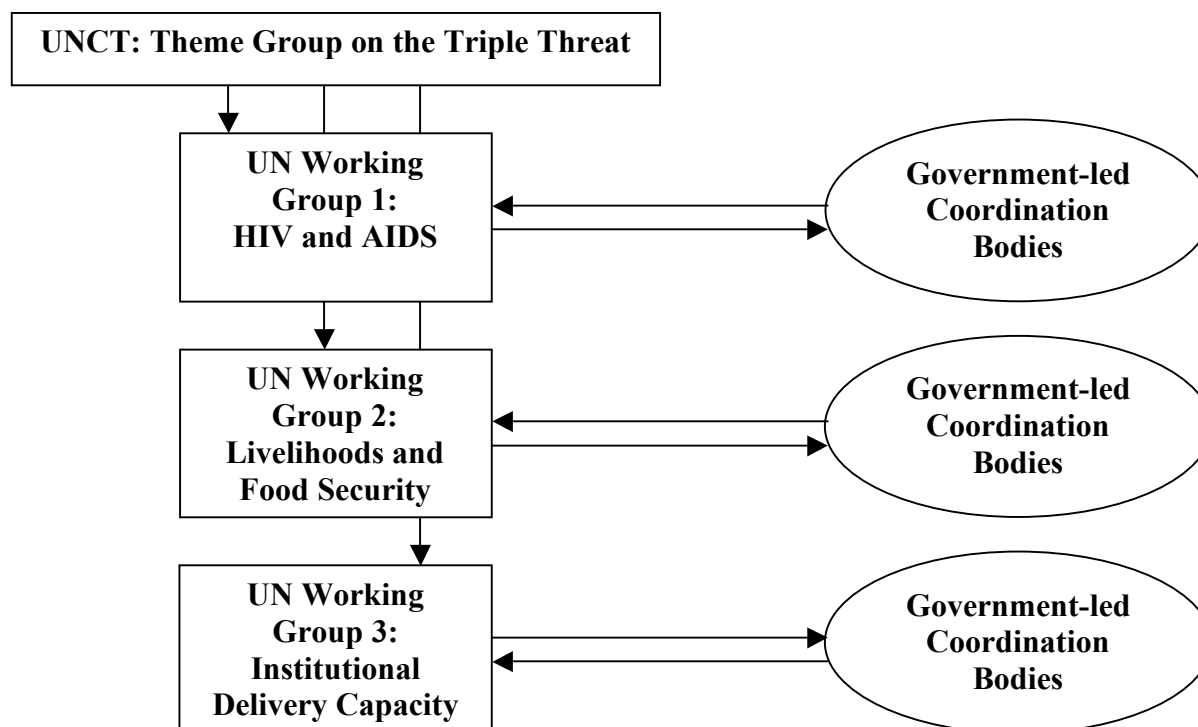 UNCT: Theme Group on the Triple Threat
UN Working
Group 1:
HIV and AIDS
Government-led
Coordination
Bodies
UN Working
Group 2:
Livelihoods and
Food Security
Government-led
Coordination
Bodies
UN Working
Group 3:
Institutional
Delivery Capacity
Government-led
Coordination
Bodies